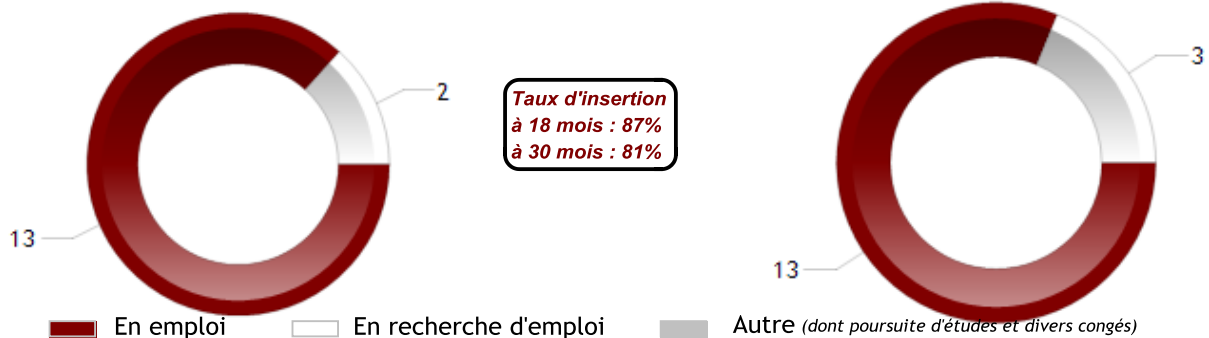 2
13
Taux d'insertion
à 18 mois : 87%
à 30 mois : 81%
3
13
En emploi
En recherche d'emploi
Autre (dont poursuite d'études et divers congés)